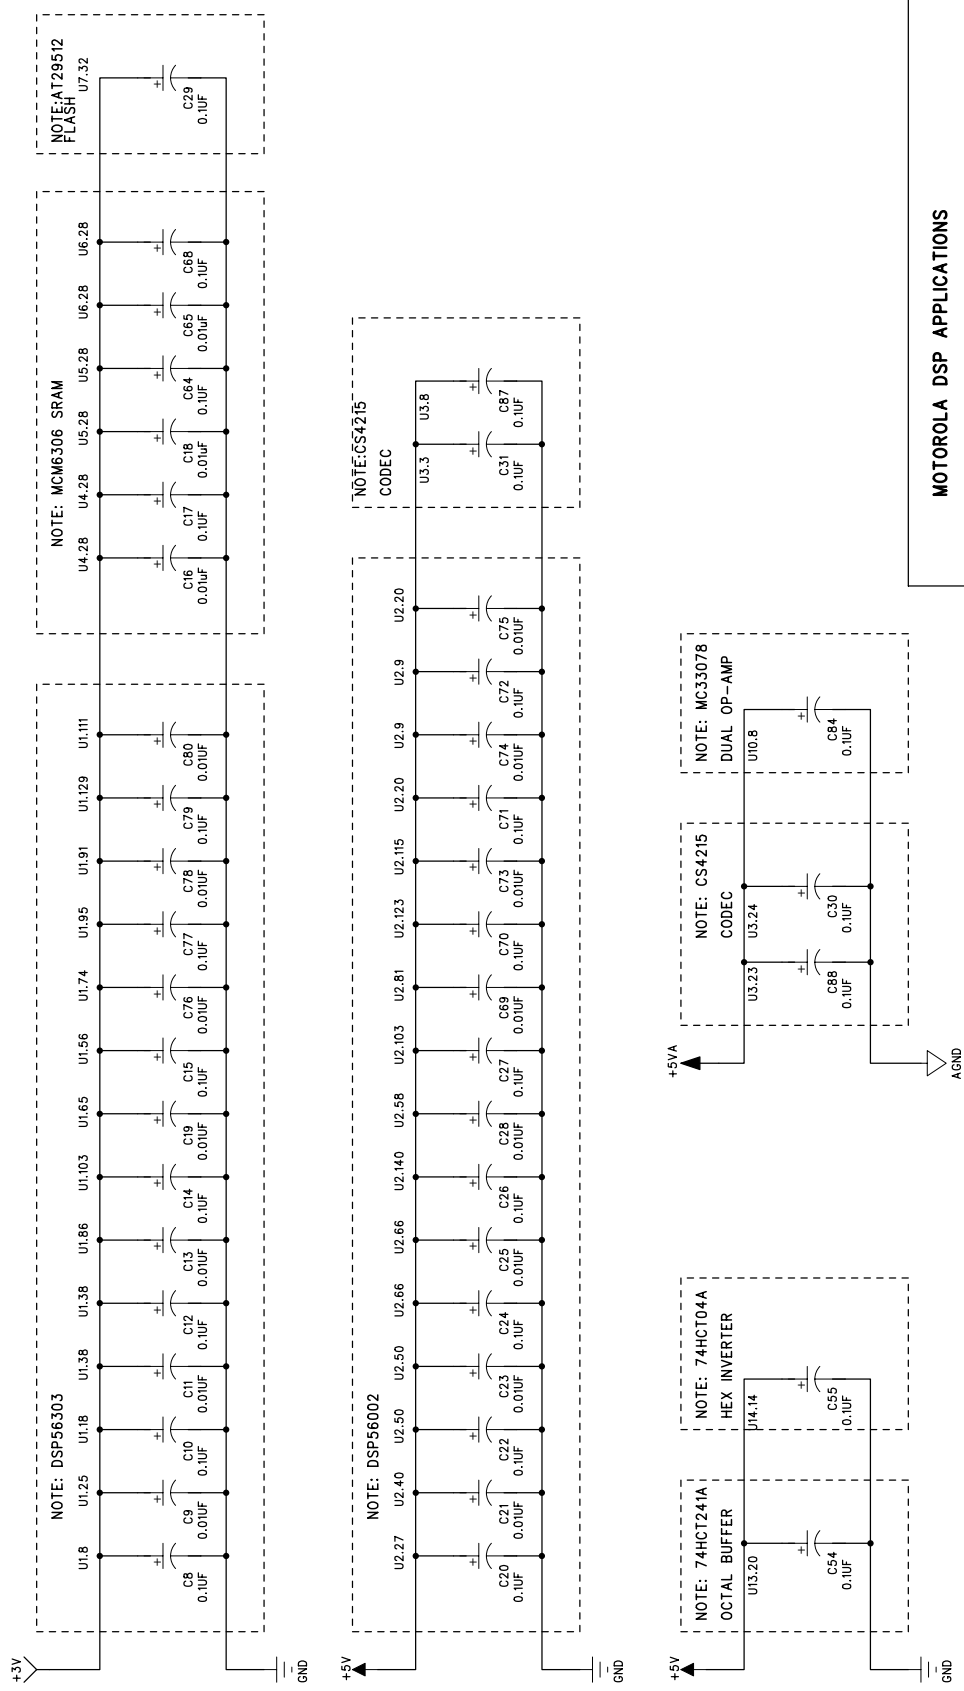 +3V
GND
NOTE: DSP56303
U1.8
C8
0.1UF
U1.25
C9
0.01UF
U1.18
C10
0.1UF
U1.38
C11
0.01UF
U1.38
C12
0.1UF
U1.86
C13
0.01UF
U1.103
C14
0.1UF
U1.65
C19
0.01UF
U1.56
C15
0.1UF
U1.74
C76
0.01UF
U1.95
C77
0.1UF
U1.91
C78
0.01UF
U1.129
C79
0.1UF
U1.111
C80
0.01UF
NOTE: MCM6306 SRAM
U4.28
C16
0.01uF
U4.28
C17
0.1UF
U5.28
C18
0.01uF
U5.28
C64
0.1UF
U6.28
C65
0.01uF
U6.28
C68
0.1UF
NOTE:AT29512
FLASH
U7.32
C29
0.1UF
+5V
GND
NOTE: DSP56002
U2.27
C20
0.1UF
U2.40
C21
0.01UF
U2.50
C22
0.1UF
U2.50
C23
0.01UF
U2.66
C24
0.1UF
U2.66
C25
0.01UF
U2.140
C26
0.1UF
U2.58
C28
0.01UF
U2.103
C27
0.1UF
U2.81
C69
0.01UF
U2.123
C70
0.1UF
U2.115
C73
0.01UF
U2.20
C71
0.1UF
U2.9
C74
0.01UF
U2.9
C72
0.1UF
U2.20
C75
0.01UF
NOTE:CS4215
CODEC
U3.3
C31
0.1UF
U3.8
C87
0.1UF
+5V
GND
NOTE: 74HCT241A
OCTAL BUFFER
U13.20
C54
0.1UF
NOTE: 74HCT04A
HEX INVERTER
U14.14
C55
0.1UF
+5VA
AGND
NOTE: CS4215
CODEC
U3.23
C88
0.1UF
U3.24
C30
0.1UF
NOTE: MC33078
DUAL OP-AMP
U10.8
C84
0.1UF
MOTOROLA DSP APPLICATIONS